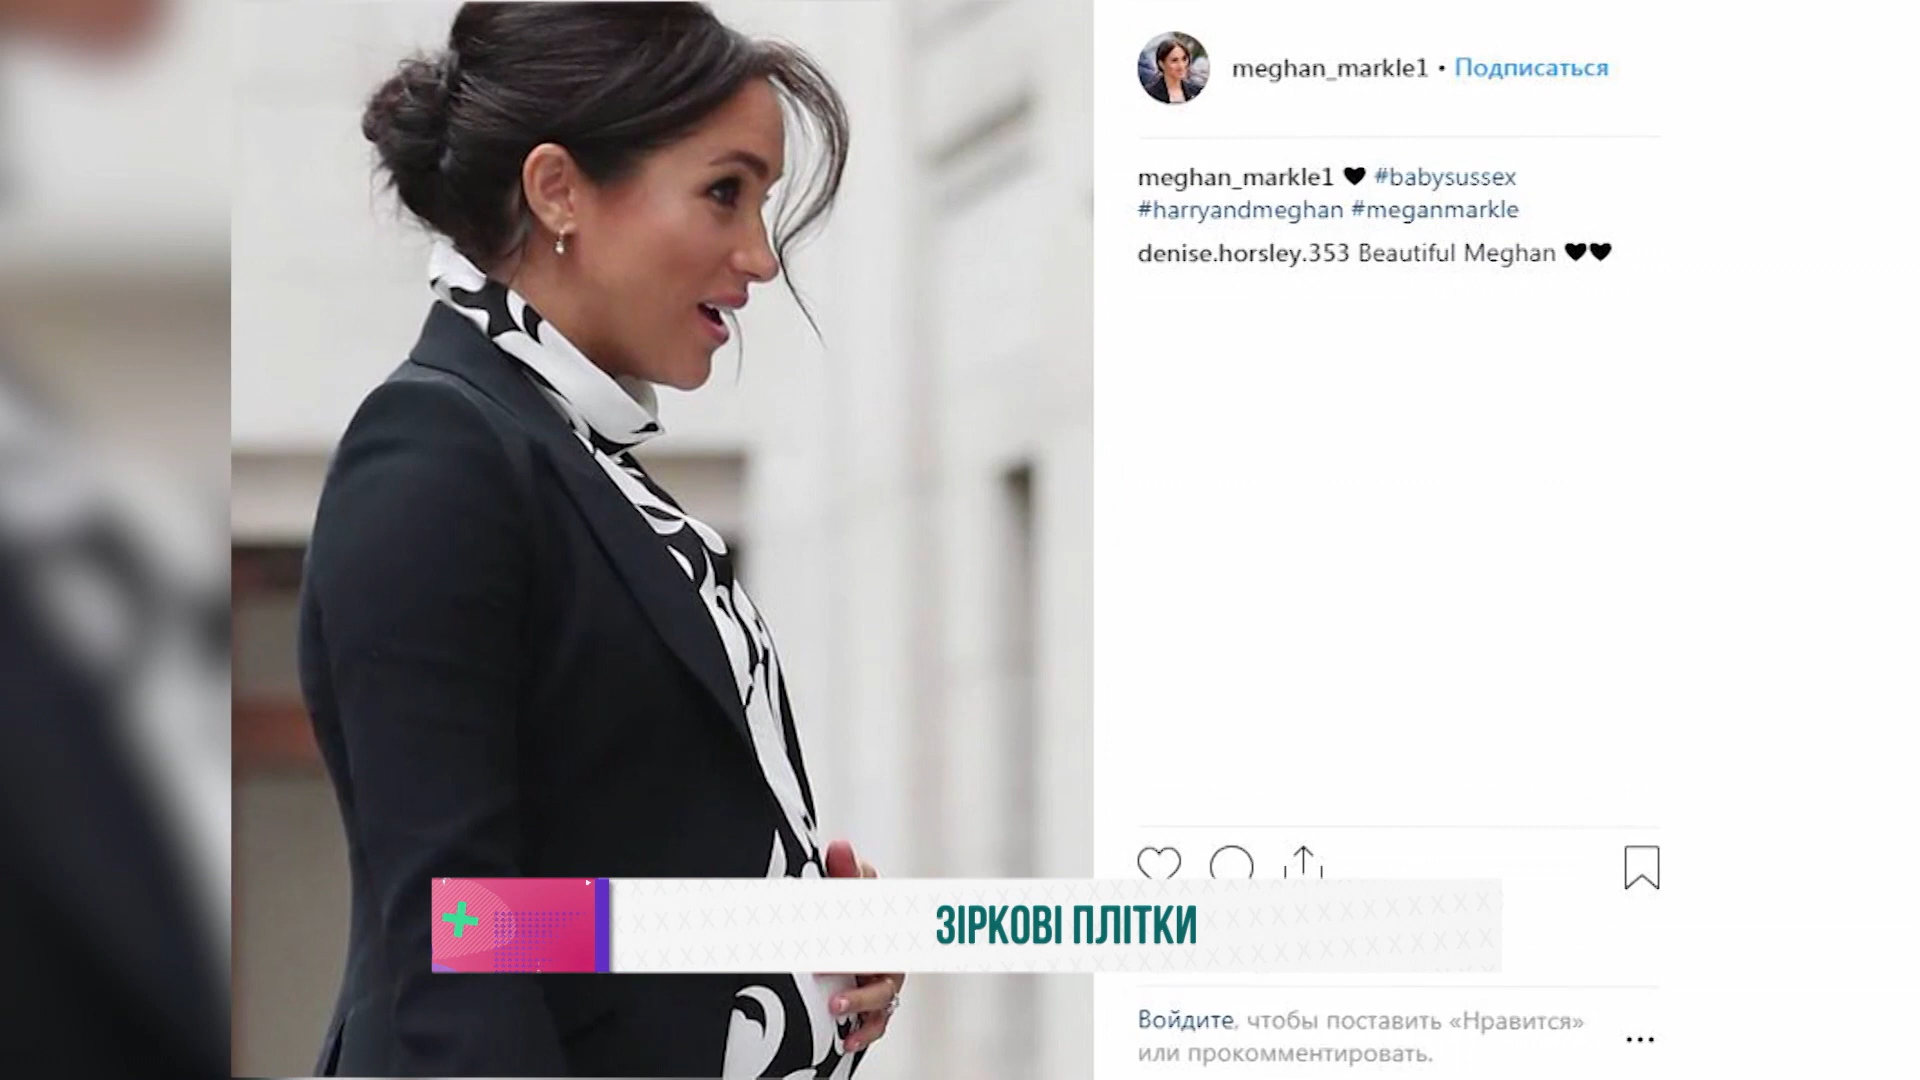 meghan_markle1 • Подписаться
meghan_markle1 🖤 #babysussex
#harryandmeghan #meganmarkle
denise.horsley.353 Beautiful Meghan 🖤🖤
ЗІРКОВІ ПЛІТКИ
Войдите, чтобы поставить «Нравится»
или прокомментировать.